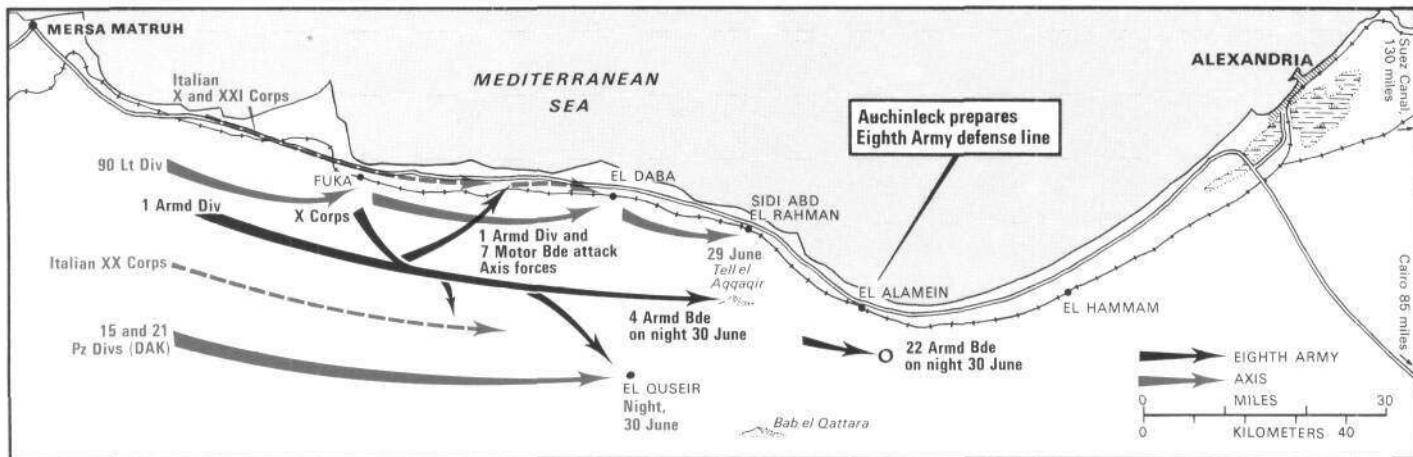 MERSA MATRUH
Italian
X and XXI Corps
MEDITERRANEAN
SEA
ALEXANDRIA
Suez Canal,
130 miles
Auchinleck prepares
Eighth Army defense line
90 Lt Div
FUKA
EL DABA
1 Armd Div
X Corps
SIDI ABD
EL RAHMAN
1 Armd Div and
7 Motor Bde attack
Axis forces
29 June
Tell el
Aqqaqir
Italian XX Corps
EL ALAMEIN
EL HAMMAM
Cairo 85 miles
4 Armd Bde
on night 30 June
15 and 21
Pz Divs (DAK)
22 Armd Bde
on night 30 June
EL QUSEIR
Night,
30 June
Bab el Qattara
EIGHTH ARMY
AXIS
0 MILES 30
0 KILOMETERS 40